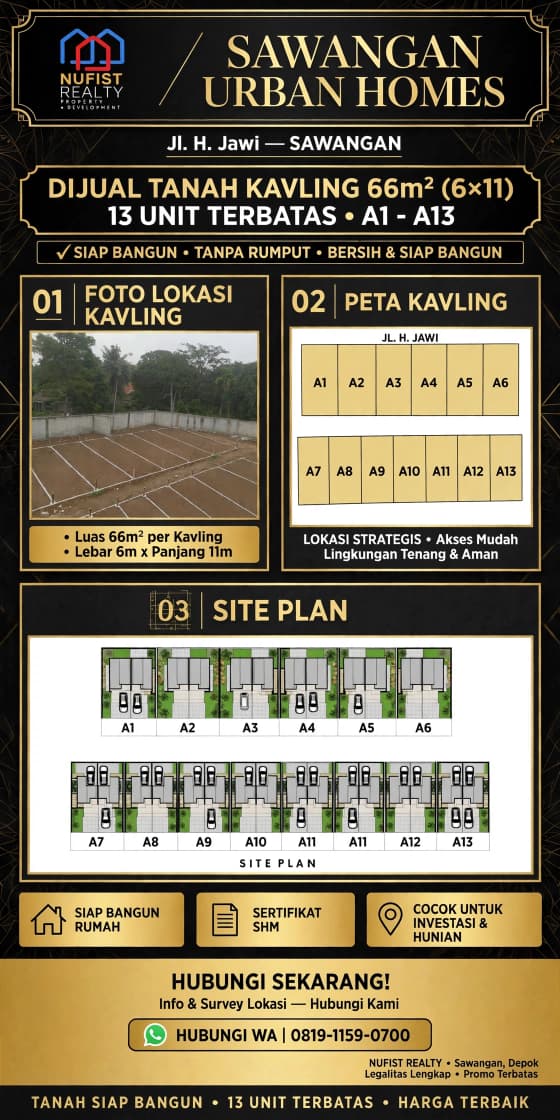 NUFIST
REALTY
PROPERTY
• DEVELOPMENT
SAWANGAN
URBAN HOMES
Jl. H. Jawi — SAWANGAN
DIJUAL TANAH KAVLING 66m² (6×11)
13 UNIT TERBATAS • A1 - A13
✓ SIAP BANGUN • TANPA RUMPUT • BERSIH & SIAP BANGUN
01 FOTO LOKASI
KAVLING
• Luas 66m² per Kavling
• Lebar 6m x Panjang 11m
02 PETA KAVLING
JL. H. JAWI
A1 A2 A3 A4 A5 A6
A7 A8 A9 A10 A11 A12 A13
LOKASI STRATEGIS • Akses Mudah
Lingkungan Tenang & Aman
03 SITE PLAN
A1 A2 A3 A4 A5 A6
A7 A8 A9 A10 A11 A11 A12 A13
SITE PLAN
SIAP BANGUN
RUMAH
SERTIFIKAT
SHM
COCOK UNTUK
INVESTASI &
HUNIAN
HUBUNGI SEKARANG!
Info & Survey Lokasi — Hubungi Kami
HUBUNGI WA | 0819-1159-0700
NUFIST REALTY • Sawangan, Depok
Legalitas Lengkap • Promo Terbatas
TANAH SIAP BANGUN • 13 UNIT TERBATAS • HARGA TERBAIK